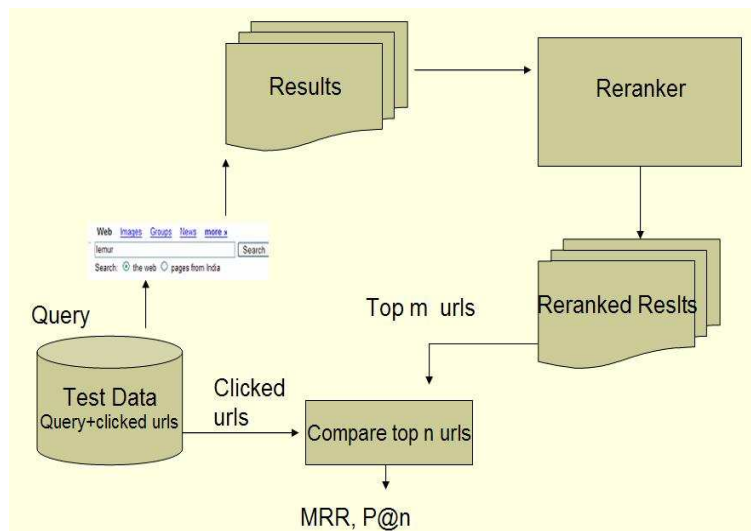 Results
Reranker
Web Images Groups News more »
lemur
Search
Search: the web pages from India
Query
Top m urls
Reranked Reslts
Test Data
Query+clicked urls
Clicked
urls
Compare top n urls
MRR, P@n